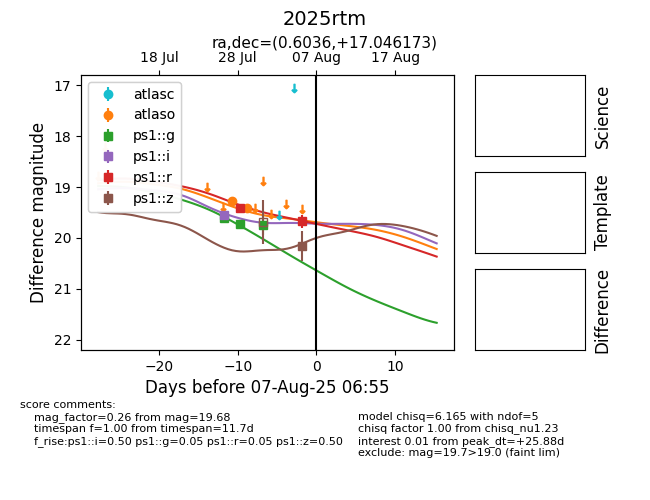 2025rtm
ra,dec=(0.6036,+17.046173)
18 Jul
28 Jul
07 Aug
17 Aug
17
18
19
20
21
22
Difference magnitude
atlasc
atlaso
ps1::g
ps1::i
ps1::r
ps1::z
−20
−10
0
10
Days before 07-Aug-25 06:55
Science
Template
Difference
score comments:
mag_factor=0.26 from mag=19.68
timespan f=1.00 from timespan=11.7d
f_rise:ps1::i=0.50 ps1::g=0.05 ps1::r=0.05 ps1::z=0.50
model chisq=6.165 with ndof=5
chisq factor 1.00 from chisq_nu1.23
interest 0.01 from peak_dt=+25.88d
exclude: mag=19.7>19.0 (faint lim)